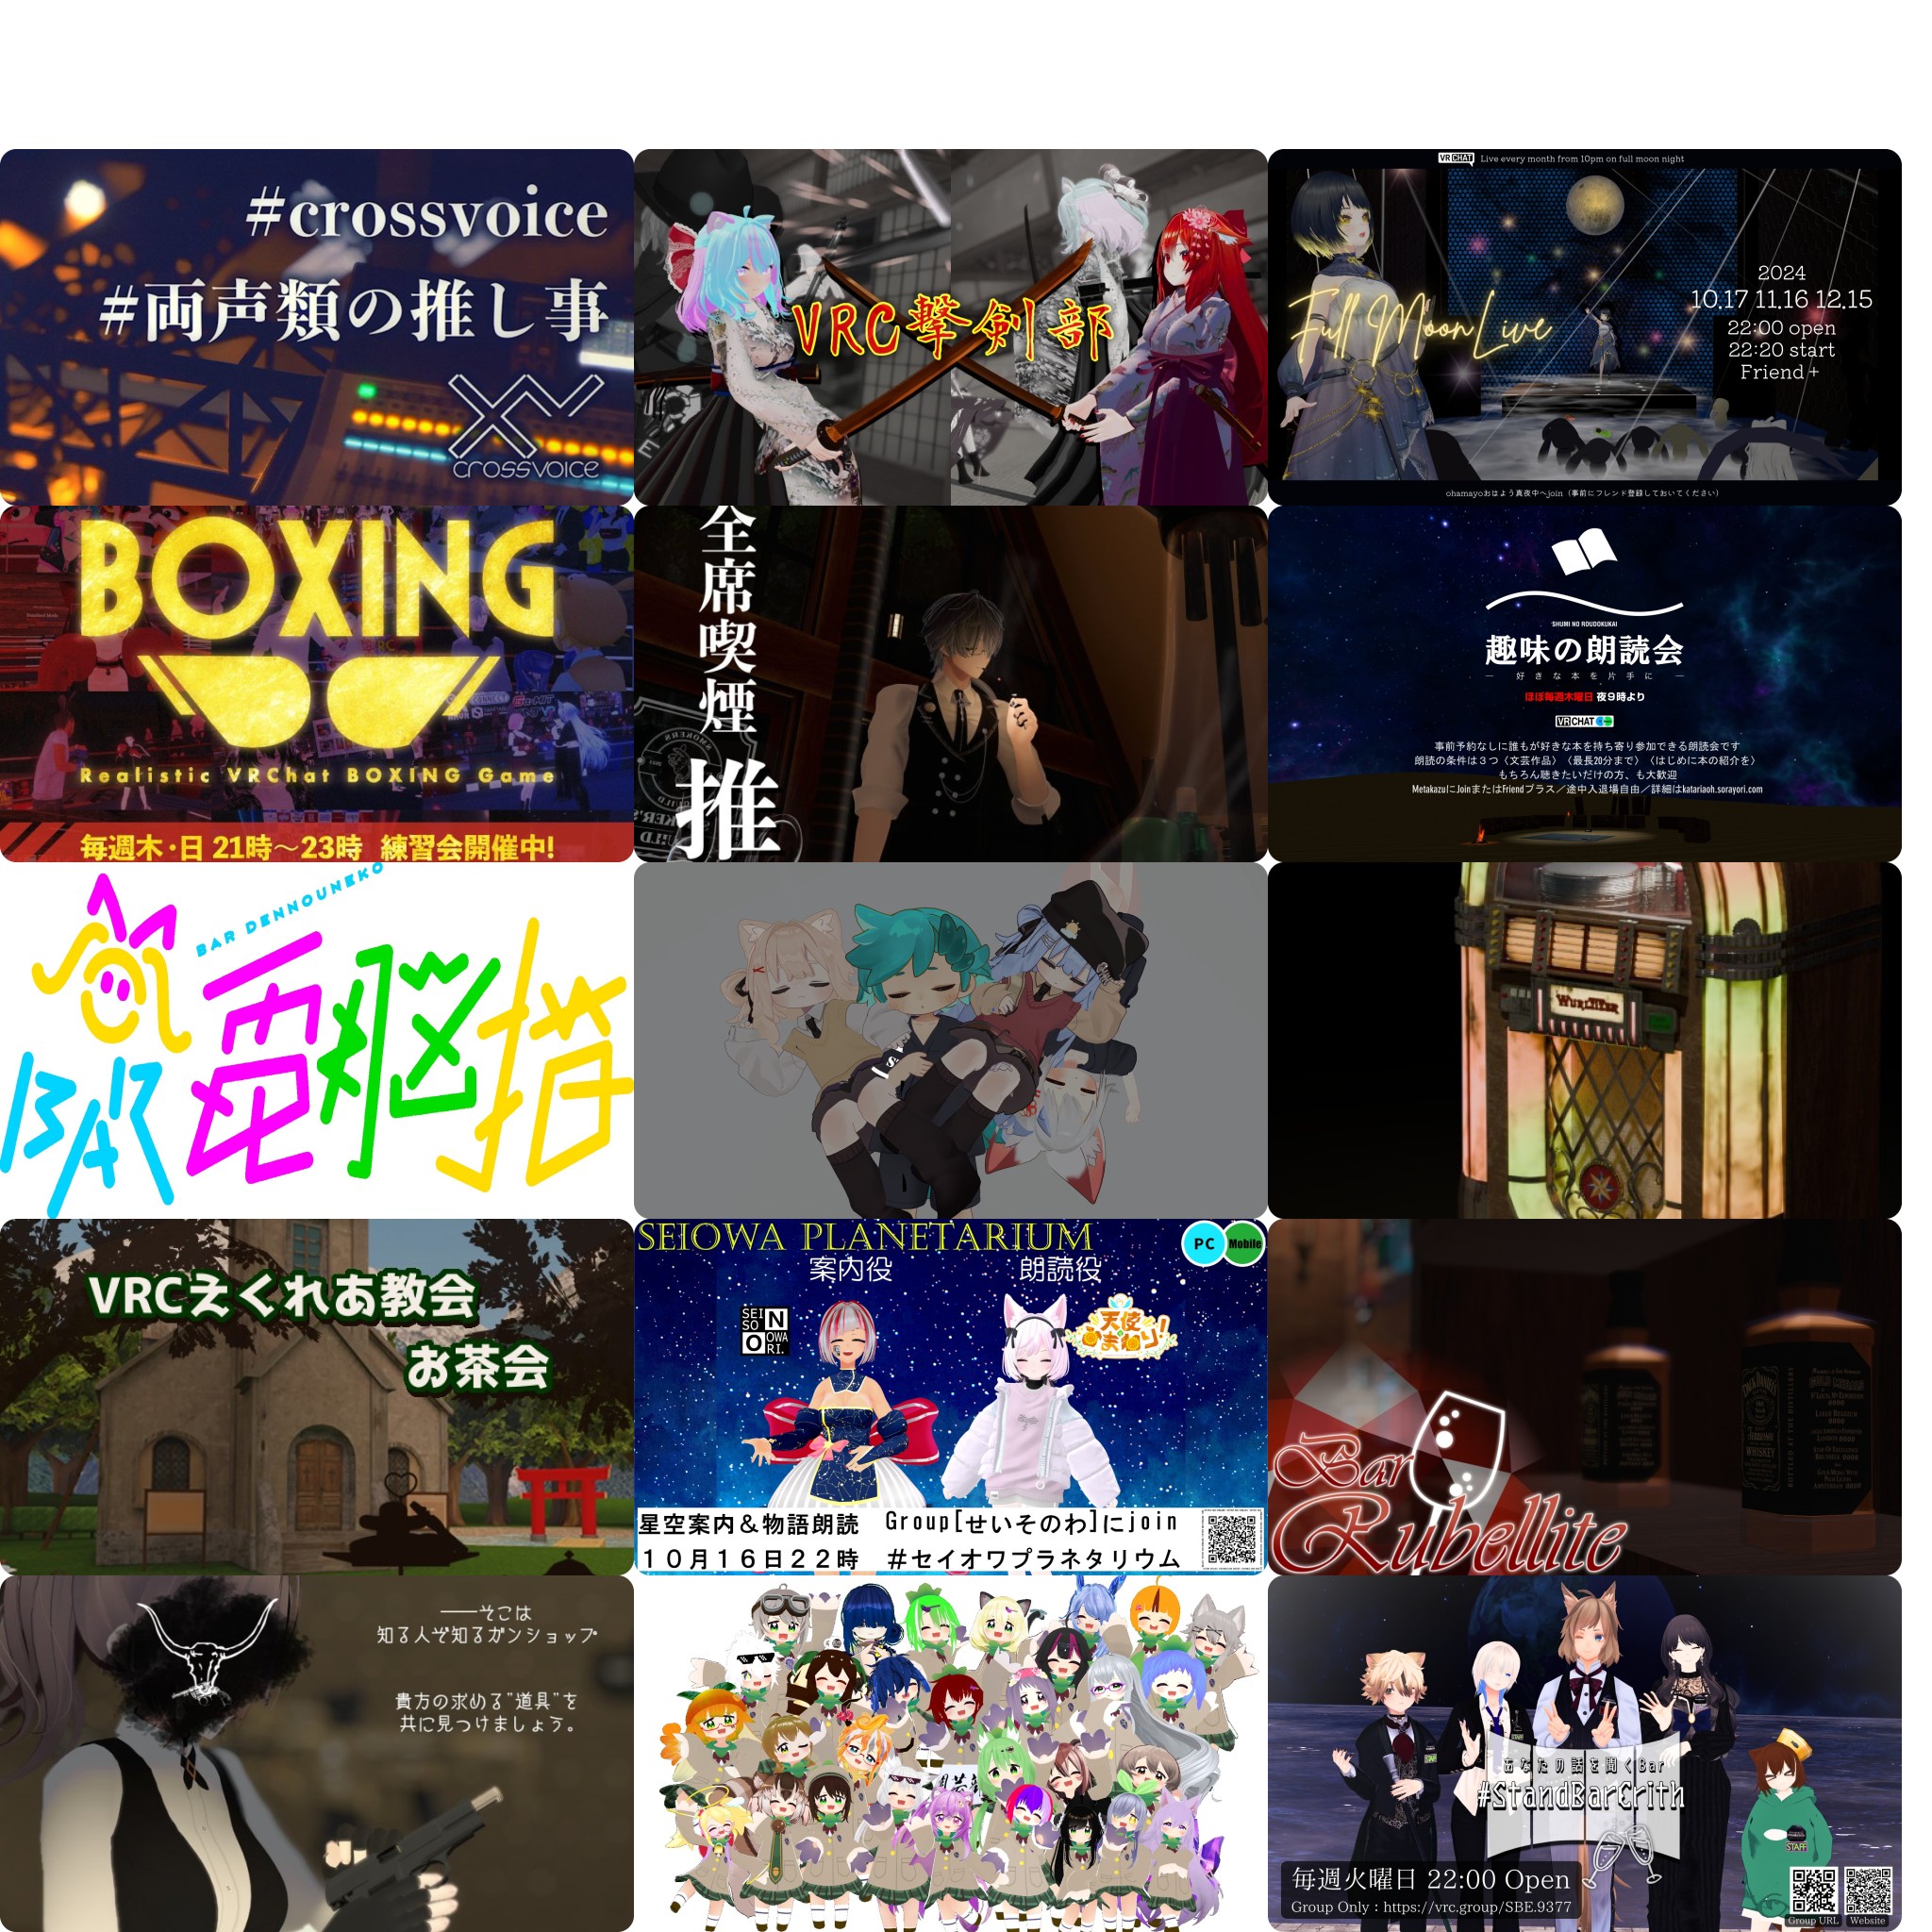 #crossvoice
#両声類の推し事
crossvoice
VRC撃剣部
VRCHAT Live every month from 10pm on full moon night
Full Moon Live
2024
10.17 11.16 12.15
22:00 open
22:20 start
Friend+
ohamayoおはよう真夜中へjoin（事前にフレンド登録しておいてください）
BOXING
Realistic VRChat BOXING Game
毎週木・日 21時～23時 練習会開催中!
全席喫煙
推
SHUMI NO ROUDOKUKAI
趣味の朗読会
― 好きな本を片手に ―
ほぼ毎週木曜日 夜9時より
VRCHAT
事前予約なしに誰もが好きな本を持ち寄り参加できる朗読会です
朗読の条件は３つ〈文芸作品〉〈最長20分まで〉〈はじめに本の紹介を〉
もちろん聴きたいだけの方、も大歓迎
MetakazuにJoinまたはFriendプラス／途中入退場自由／詳細はkatariaoh.sorayori.com
BAR DENNOUNEKO
BAR 電脳猫
WURLITZER
VRCえくれあ教会
お茶会
SEIOWA PLANETARIUM
PC Mobile
案内役 朗読役
SEI N
SO
O OWA
RI.
天使
星空案内＆物語朗読 Group[せいそのわ]にjoin
１０月１６日２２時 ＃セイオワプラネタリウム
Bar
Rubellite
WHISKEY
――そこは
知る人ぞ知るガンショップ
貴方の求める"道具"を
共に見つけましょう。
あなたの話を聞くBar
#StandBarErith
STAFF
毎週火曜日 22:00 Open
Group Only : https://vrc.group/SBE.9377
Group URL Website